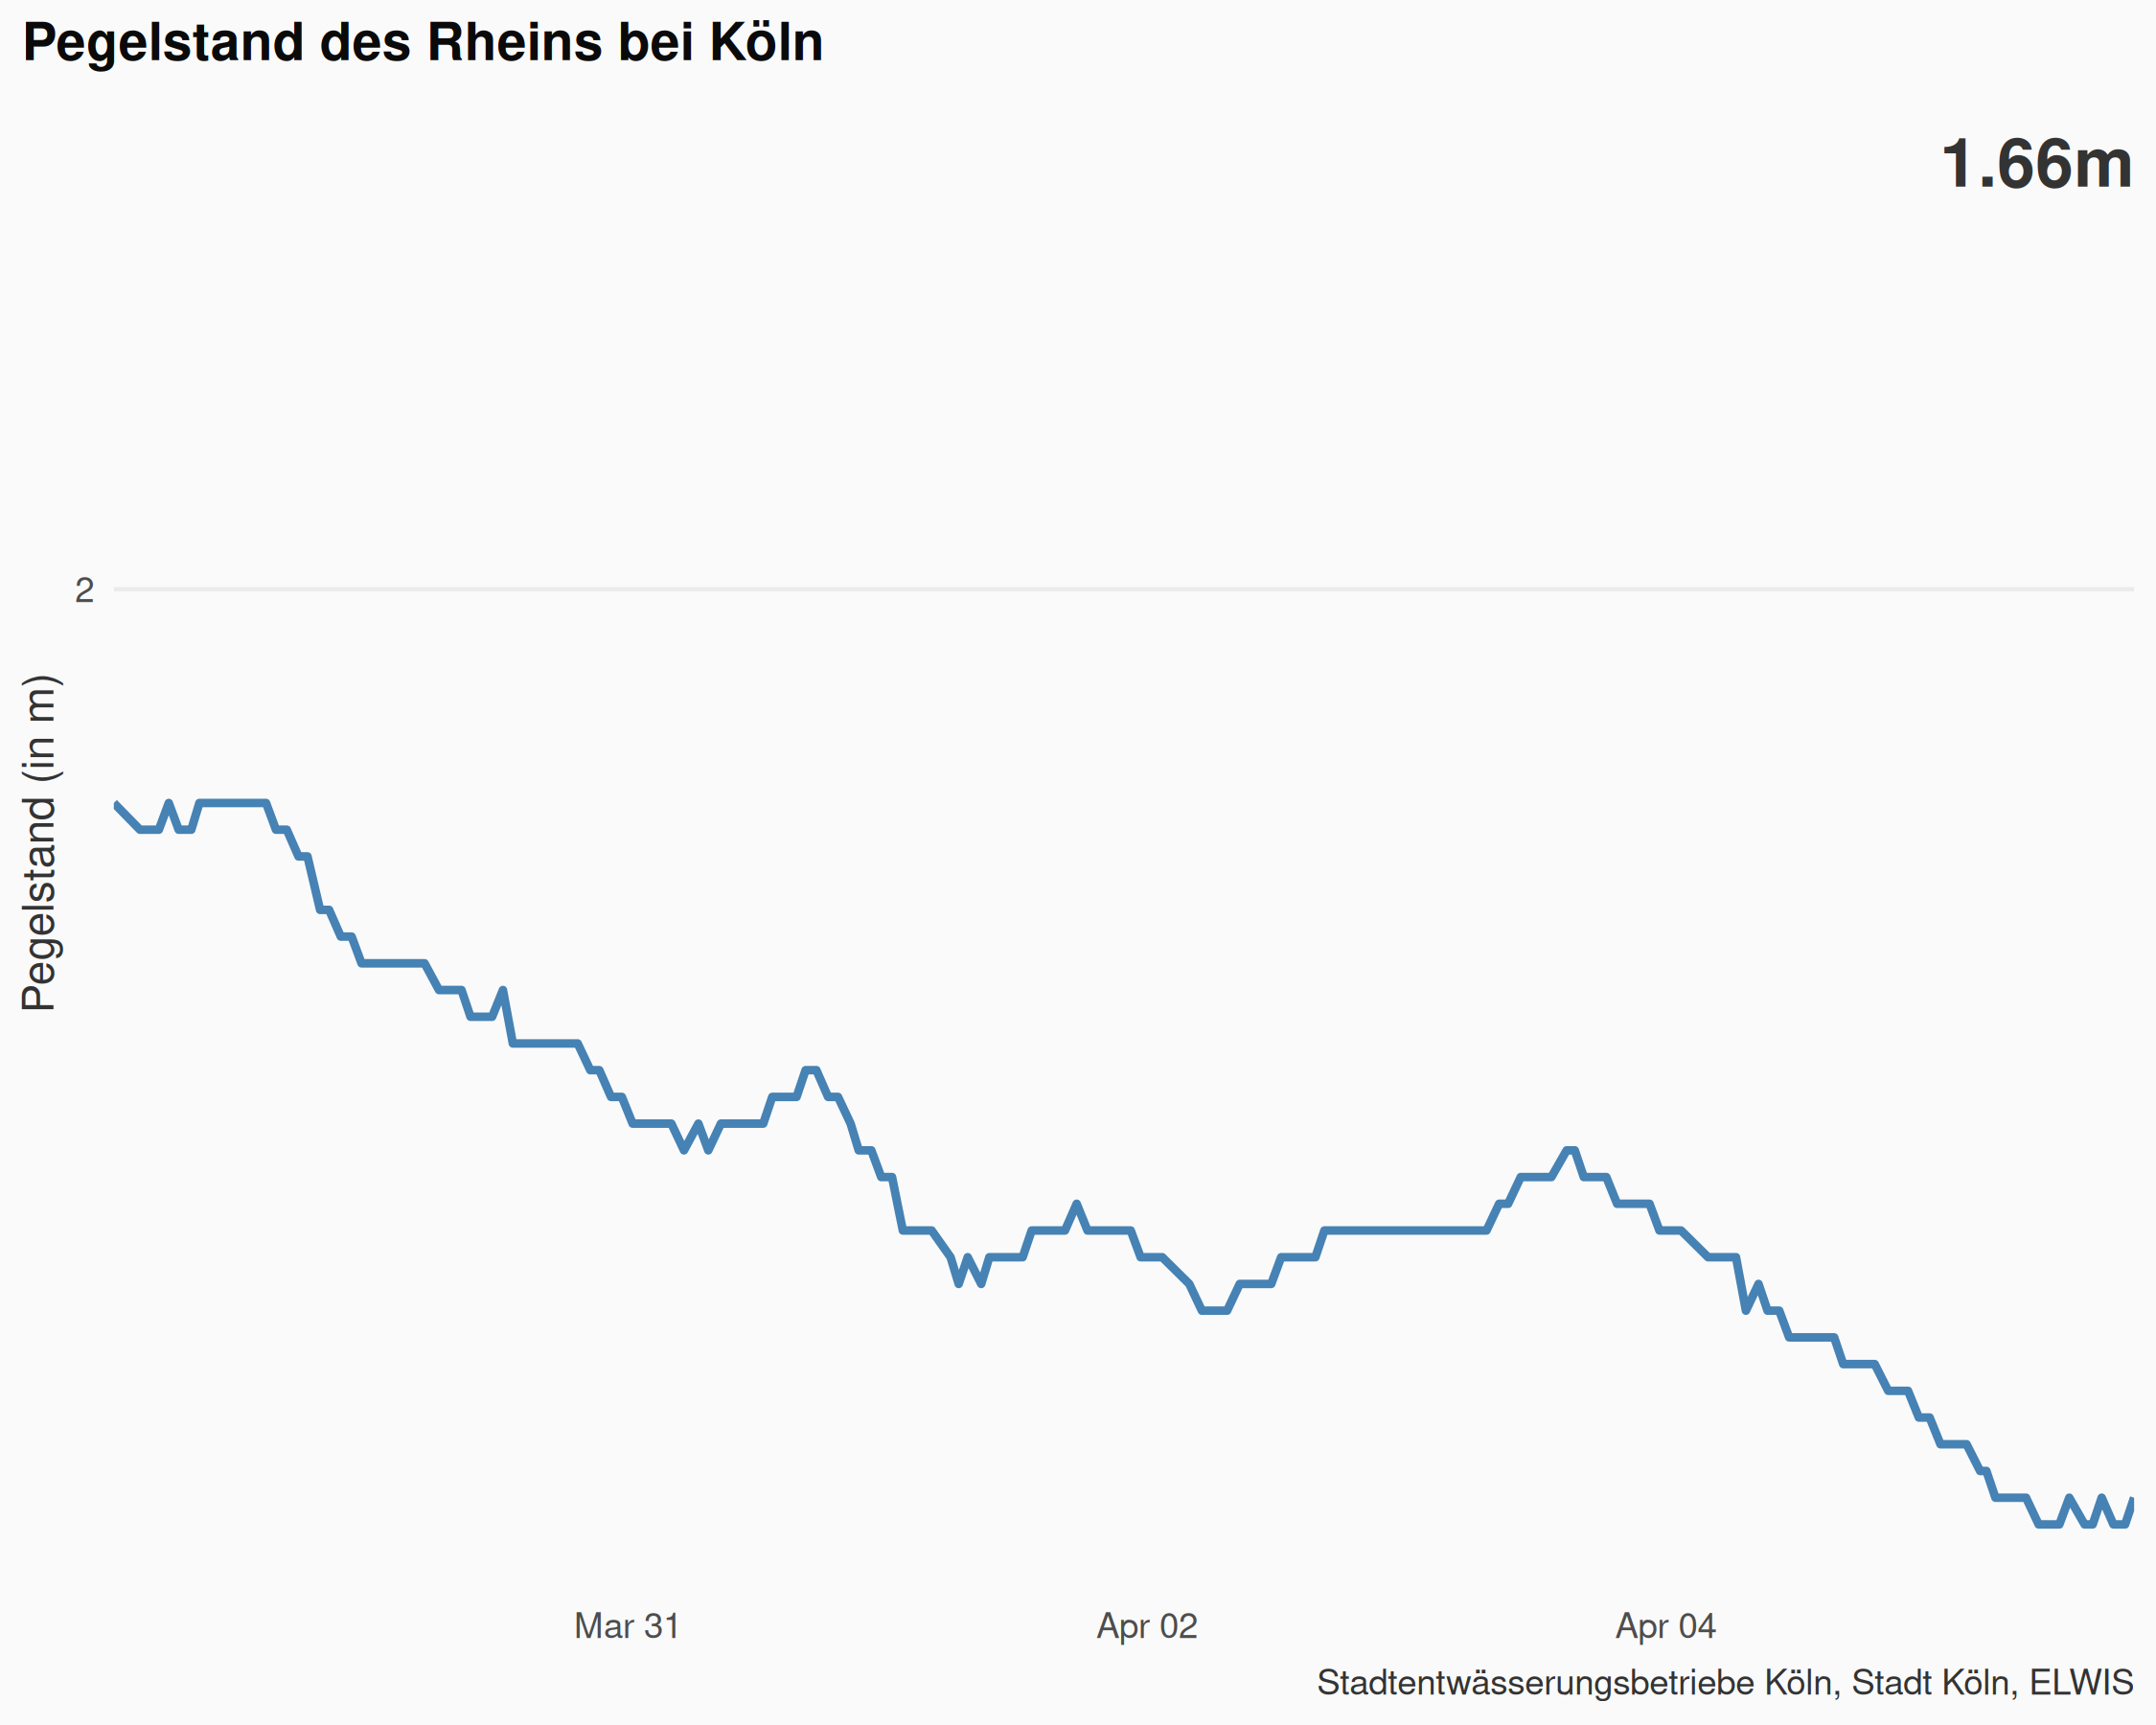 Pegelstand des Rheins bei Köln
1.66m
2
Pegelstand (in m)
Mar 31
Apr 02
Apr 04
Stadtentwässerungsbetriebe Köln, Stadt Köln, ELWIS